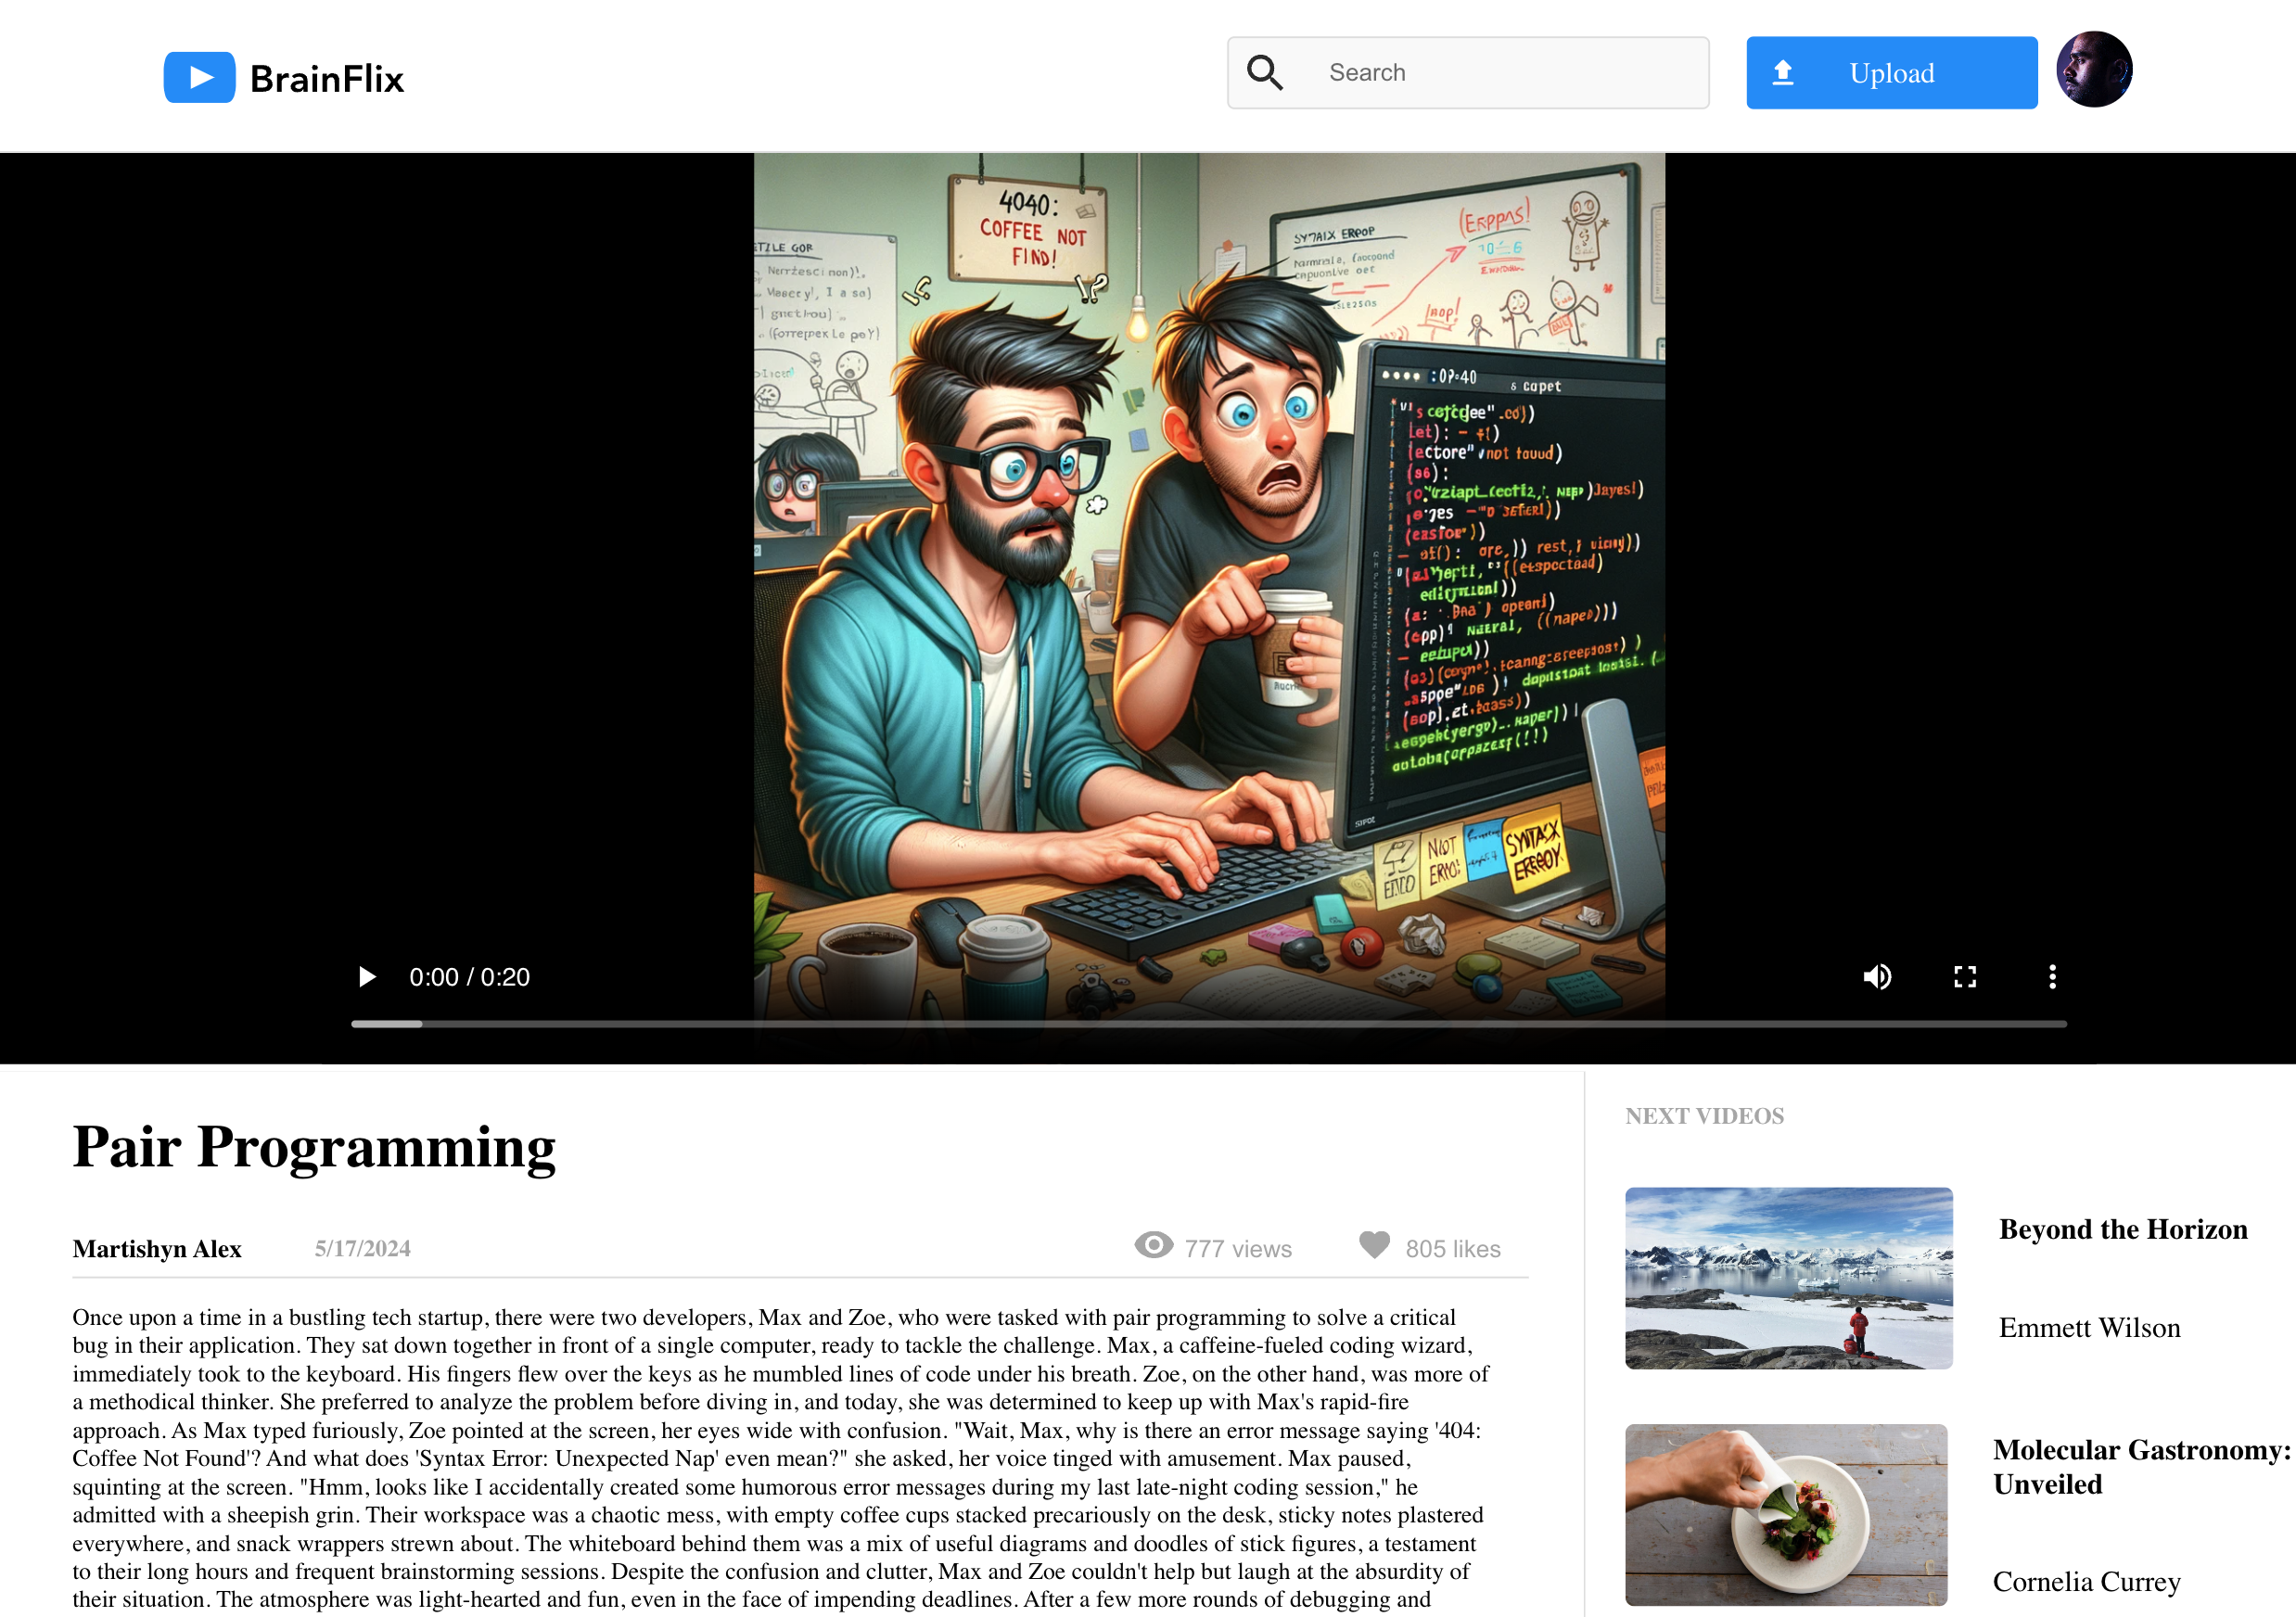 BrainFlix
Search
Upload
4040:
COFFEE NOT
FIND!
SY7AIX ERROP
(ERPPAS!
:09:40
capet
NOT
SYNTAX
0:00 / 0:20
Pair Programming
Martishyn Alex
5/17/2024
777 views
805 likes
Once upon a time in a bustling tech startup, there were two developers, Max and Zoe, who were tasked with pair programming to solve a critical
bug in their application. They sat down together in front of a single computer, ready to tackle the challenge. Max, a caffeine-fueled coding wizard,
immediately took to the keyboard. His fingers flew over the keys as he mumbled lines of code under his breath. Zoe, on the other hand, was more of
a methodical thinker. She preferred to analyze the problem before diving in, and today, she was determined to keep up with Max's rapid-fire
approach. As Max typed furiously, Zoe pointed at the screen, her eyes wide with confusion. "Wait, Max, why is there an error message saying '404:
Coffee Not Found'? And what does 'Syntax Error: Unexpected Nap' even mean?" she asked, her voice tinged with amusement. Max paused,
squinting at the screen. "Hmm, looks like I accidentally created some humorous error messages during my last late-night coding session," he
admitted with a sheepish grin. Their workspace was a chaotic mess, with empty coffee cups stacked precariously on the desk, sticky notes plastered
everywhere, and snack wrappers strewn about. The whiteboard behind them was a mix of useful diagrams and doodles of stick figures, a testament
to their long hours and frequent brainstorming sessions. Despite the confusion and clutter, Max and Zoe couldn't help but laugh at the absurdity of
their situation. The atmosphere was light-hearted and fun, even in the face of impending deadlines. After a few more rounds of debugging and
NEXT VIDEOS
Beyond the Horizon
Emmett Wilson
Molecular Gastronomy:
Unveiled
Cornelia Currey